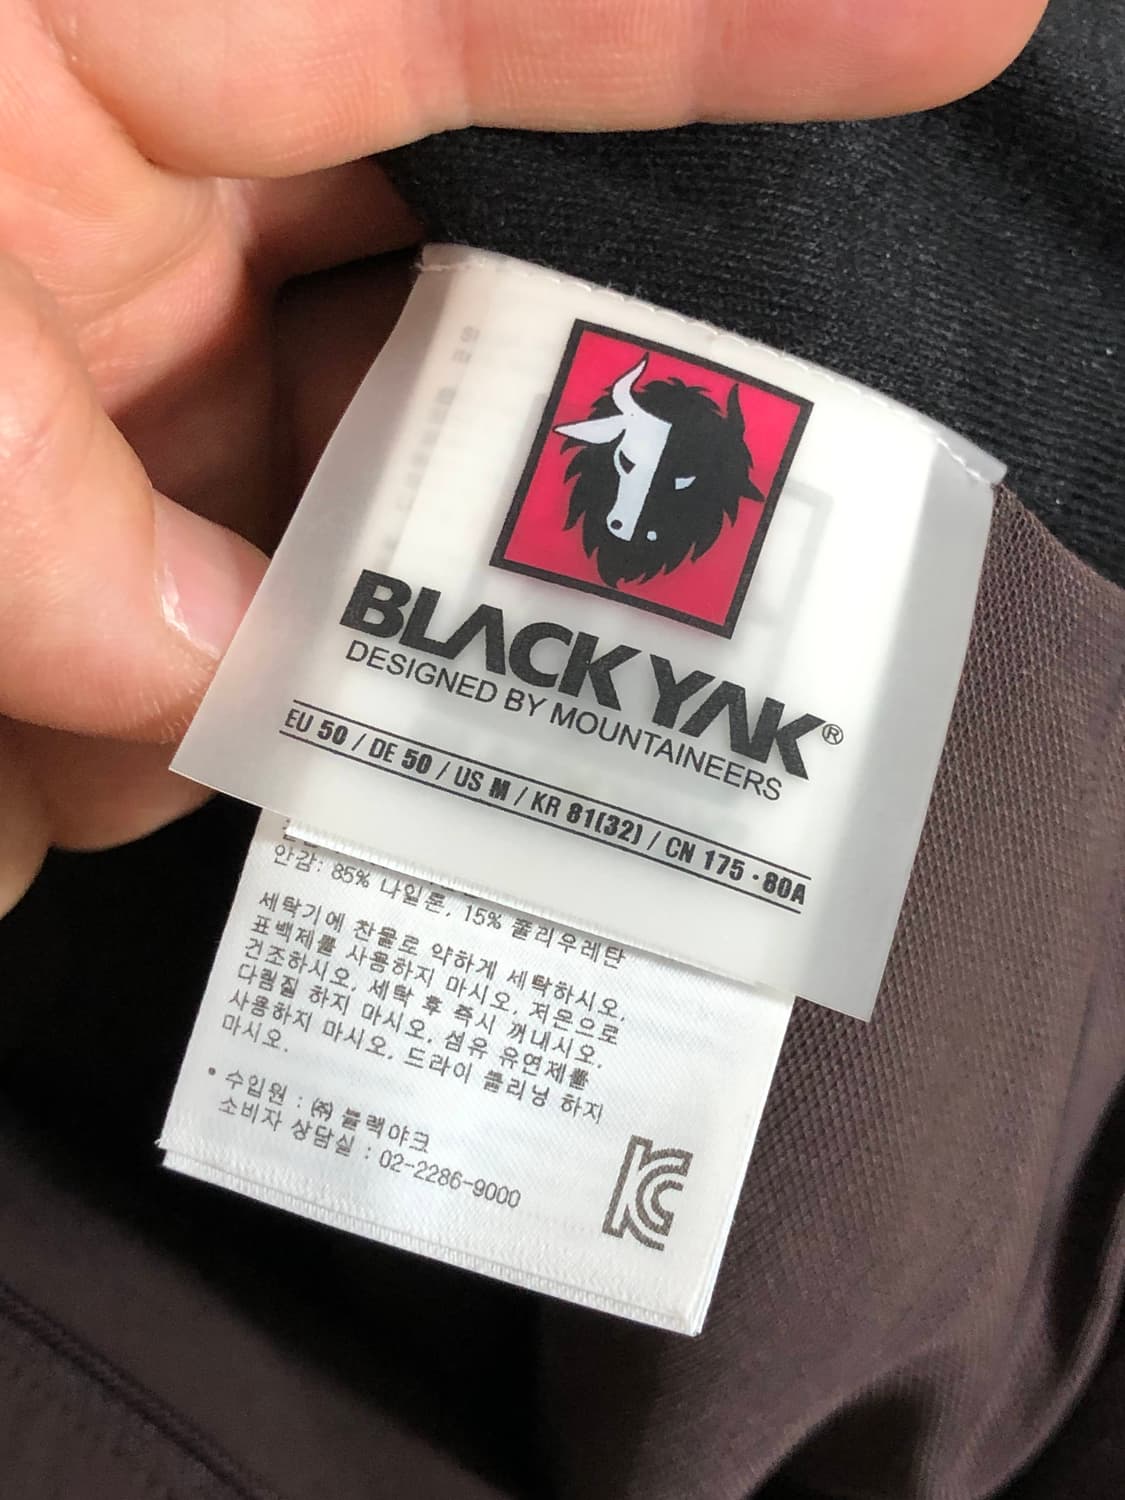 BLACKYAK®
DESIGNED BY MOUNTAINEERS
EU 50 / DE 50 / US M / KR 81(32) / CN 175 · 80A
안감: 85% 나일론, 15% 폴리우레탄
세탁기에 찬물로 약하게 세탁하시오.
표백제를 사용하지 마시오. 저온으로
건조하시오. 세탁 후 즉시 꺼내시오.
다림질 하지 마시오. 섬유 유연제를
사용하지 마시오. 드라이 클리닝 하지
마시오.
• 수입원 : ㈜ 블랙야크
소비자 상담실 : 02-2286-9000
KC